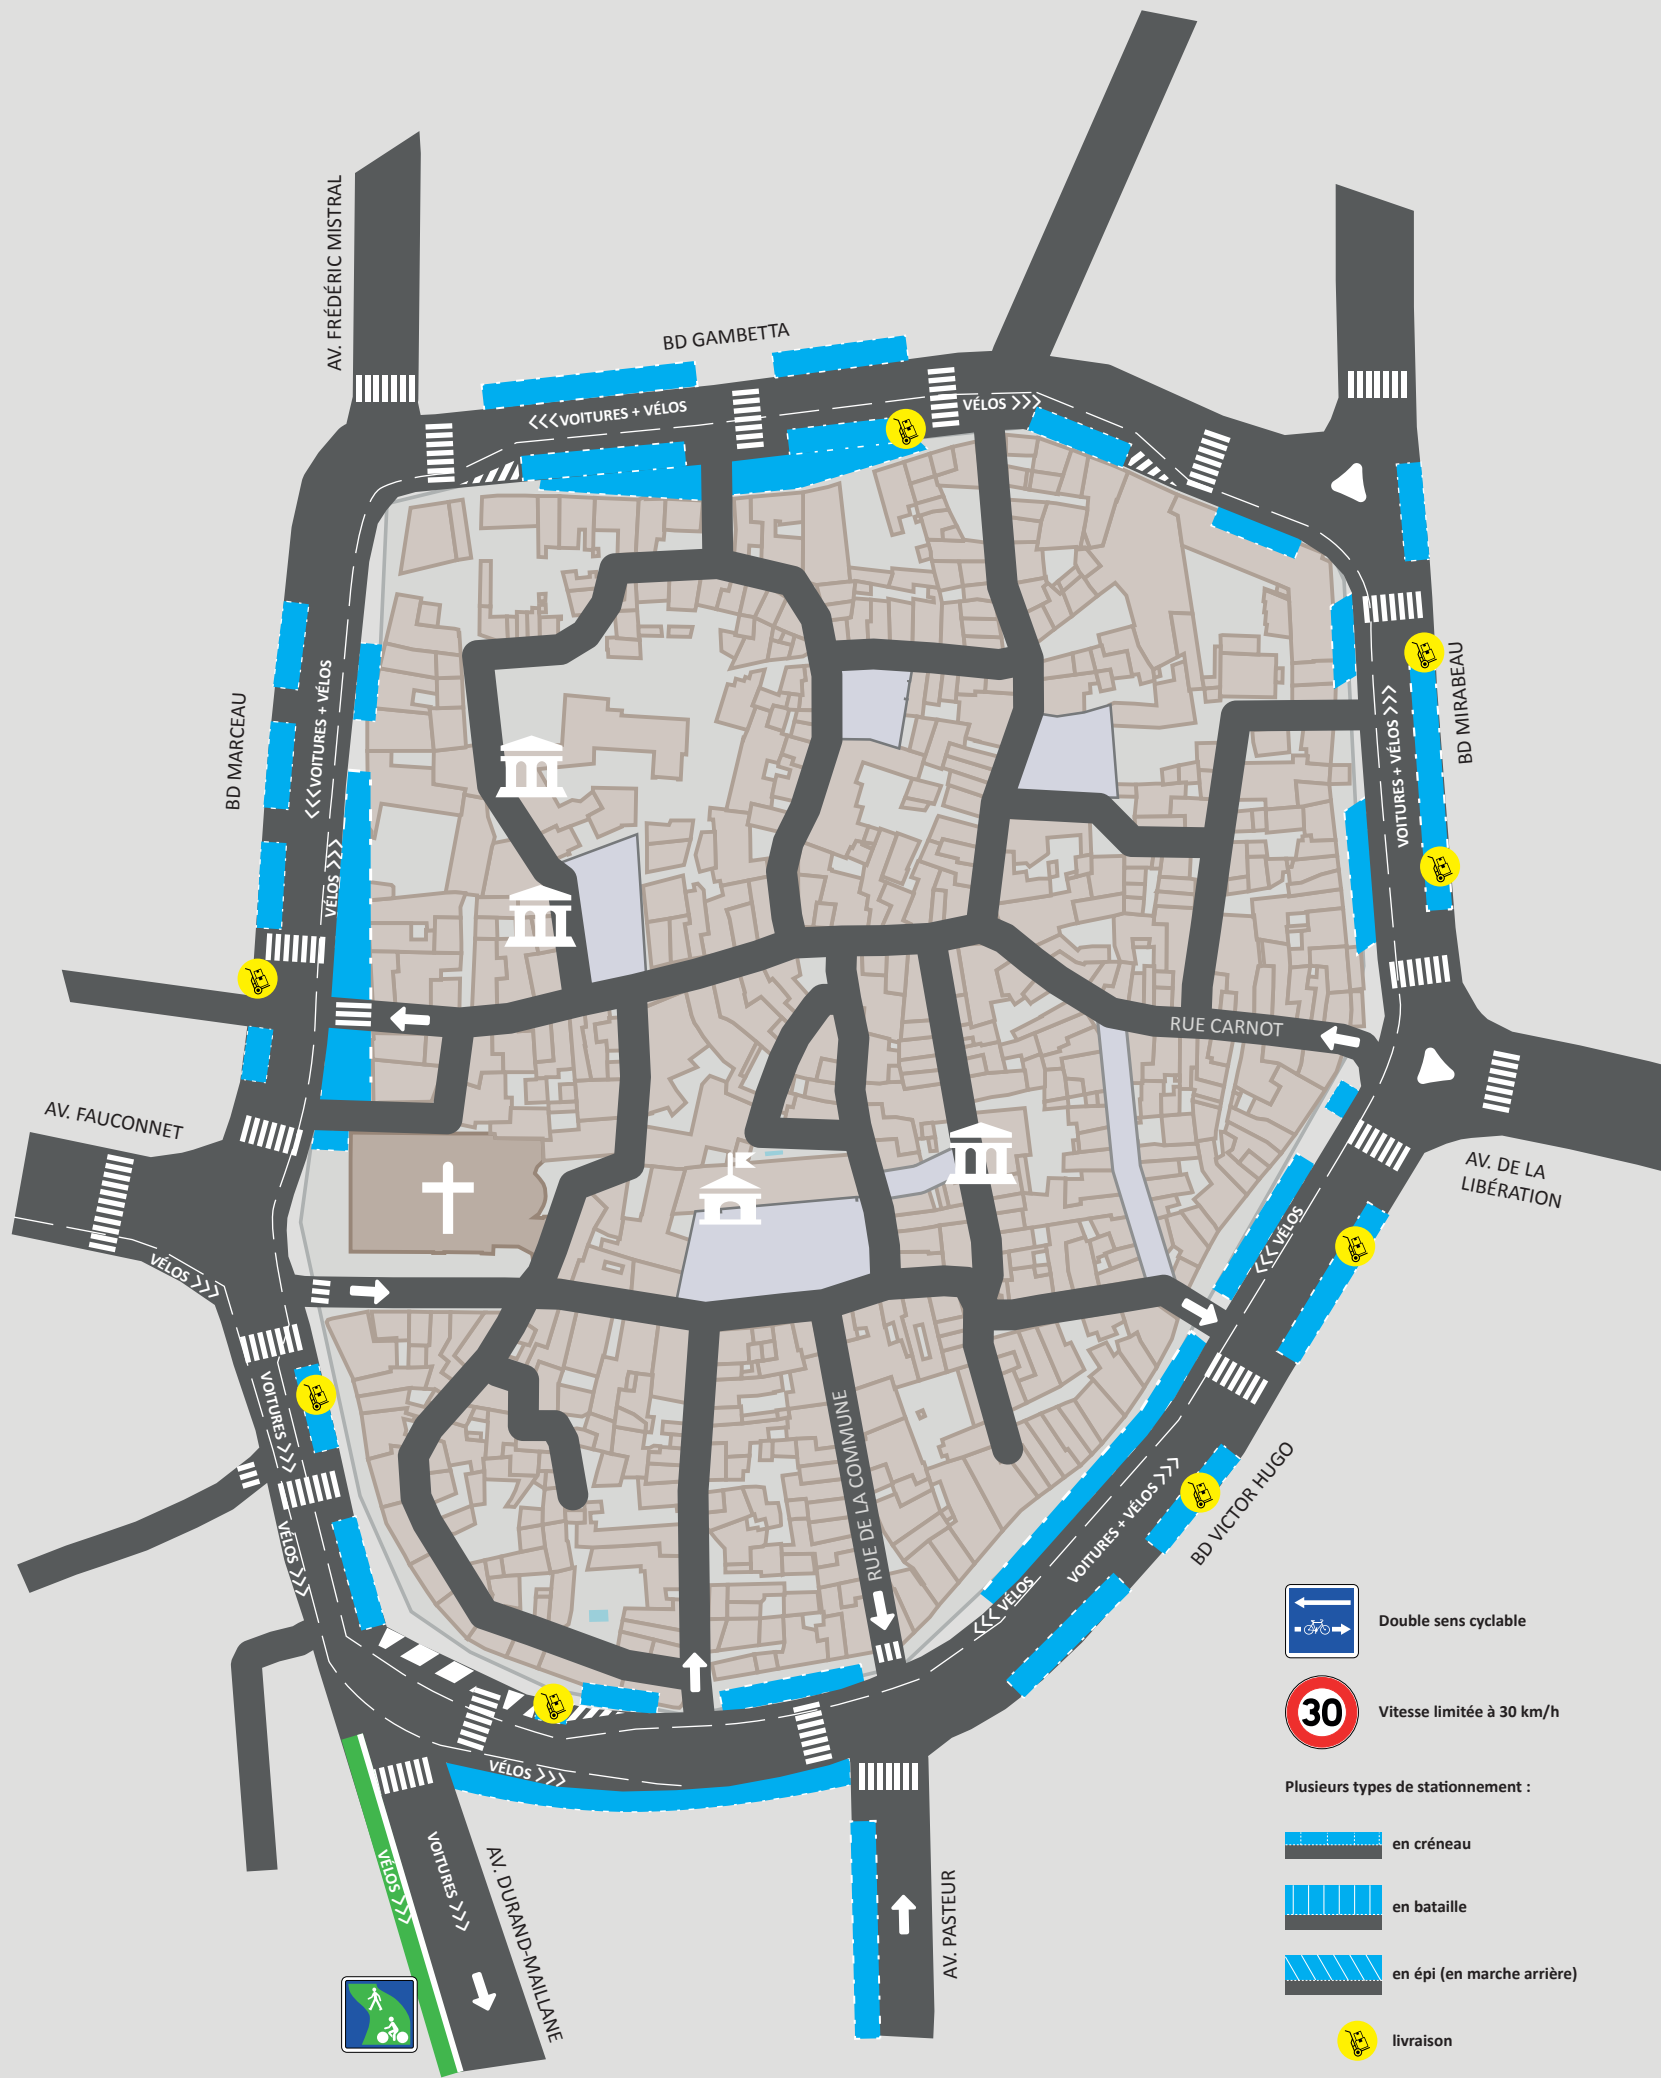 AV. FRÉDÉRIC MISTRAL
BD GAMBETTA
<<<VOITURES + VÉLOS
VÉLOS >>>
BD MARCEAU
<<<VOITURES + VÉLOS
VÉLOS >>>
BD MIRABEAU
VOITURES + VÉLOS >>>
RUE CARNOT
AV. FAUCONNET
VÉLOS >>>
AV. DE LA
LIBÉRATION
<<< VÉLOS
VOITURES >>>
VÉLOS >>>
RUE DE LA COMMUNE
VOITURES + VÉLOS >>>
<<< VÉLOS
BD VICTOR HUGO
VÉLOS >>>
VÉLOS >>>
VOITURES >>>
AV. DURAND-MAILLANE
AV. PASTEUR
Double sens cyclable
30
Vitesse limitée à 30 km/h
Plusieurs types de stationnement :
en créneau
en bataille
en épi (en marche arrière)
livraison